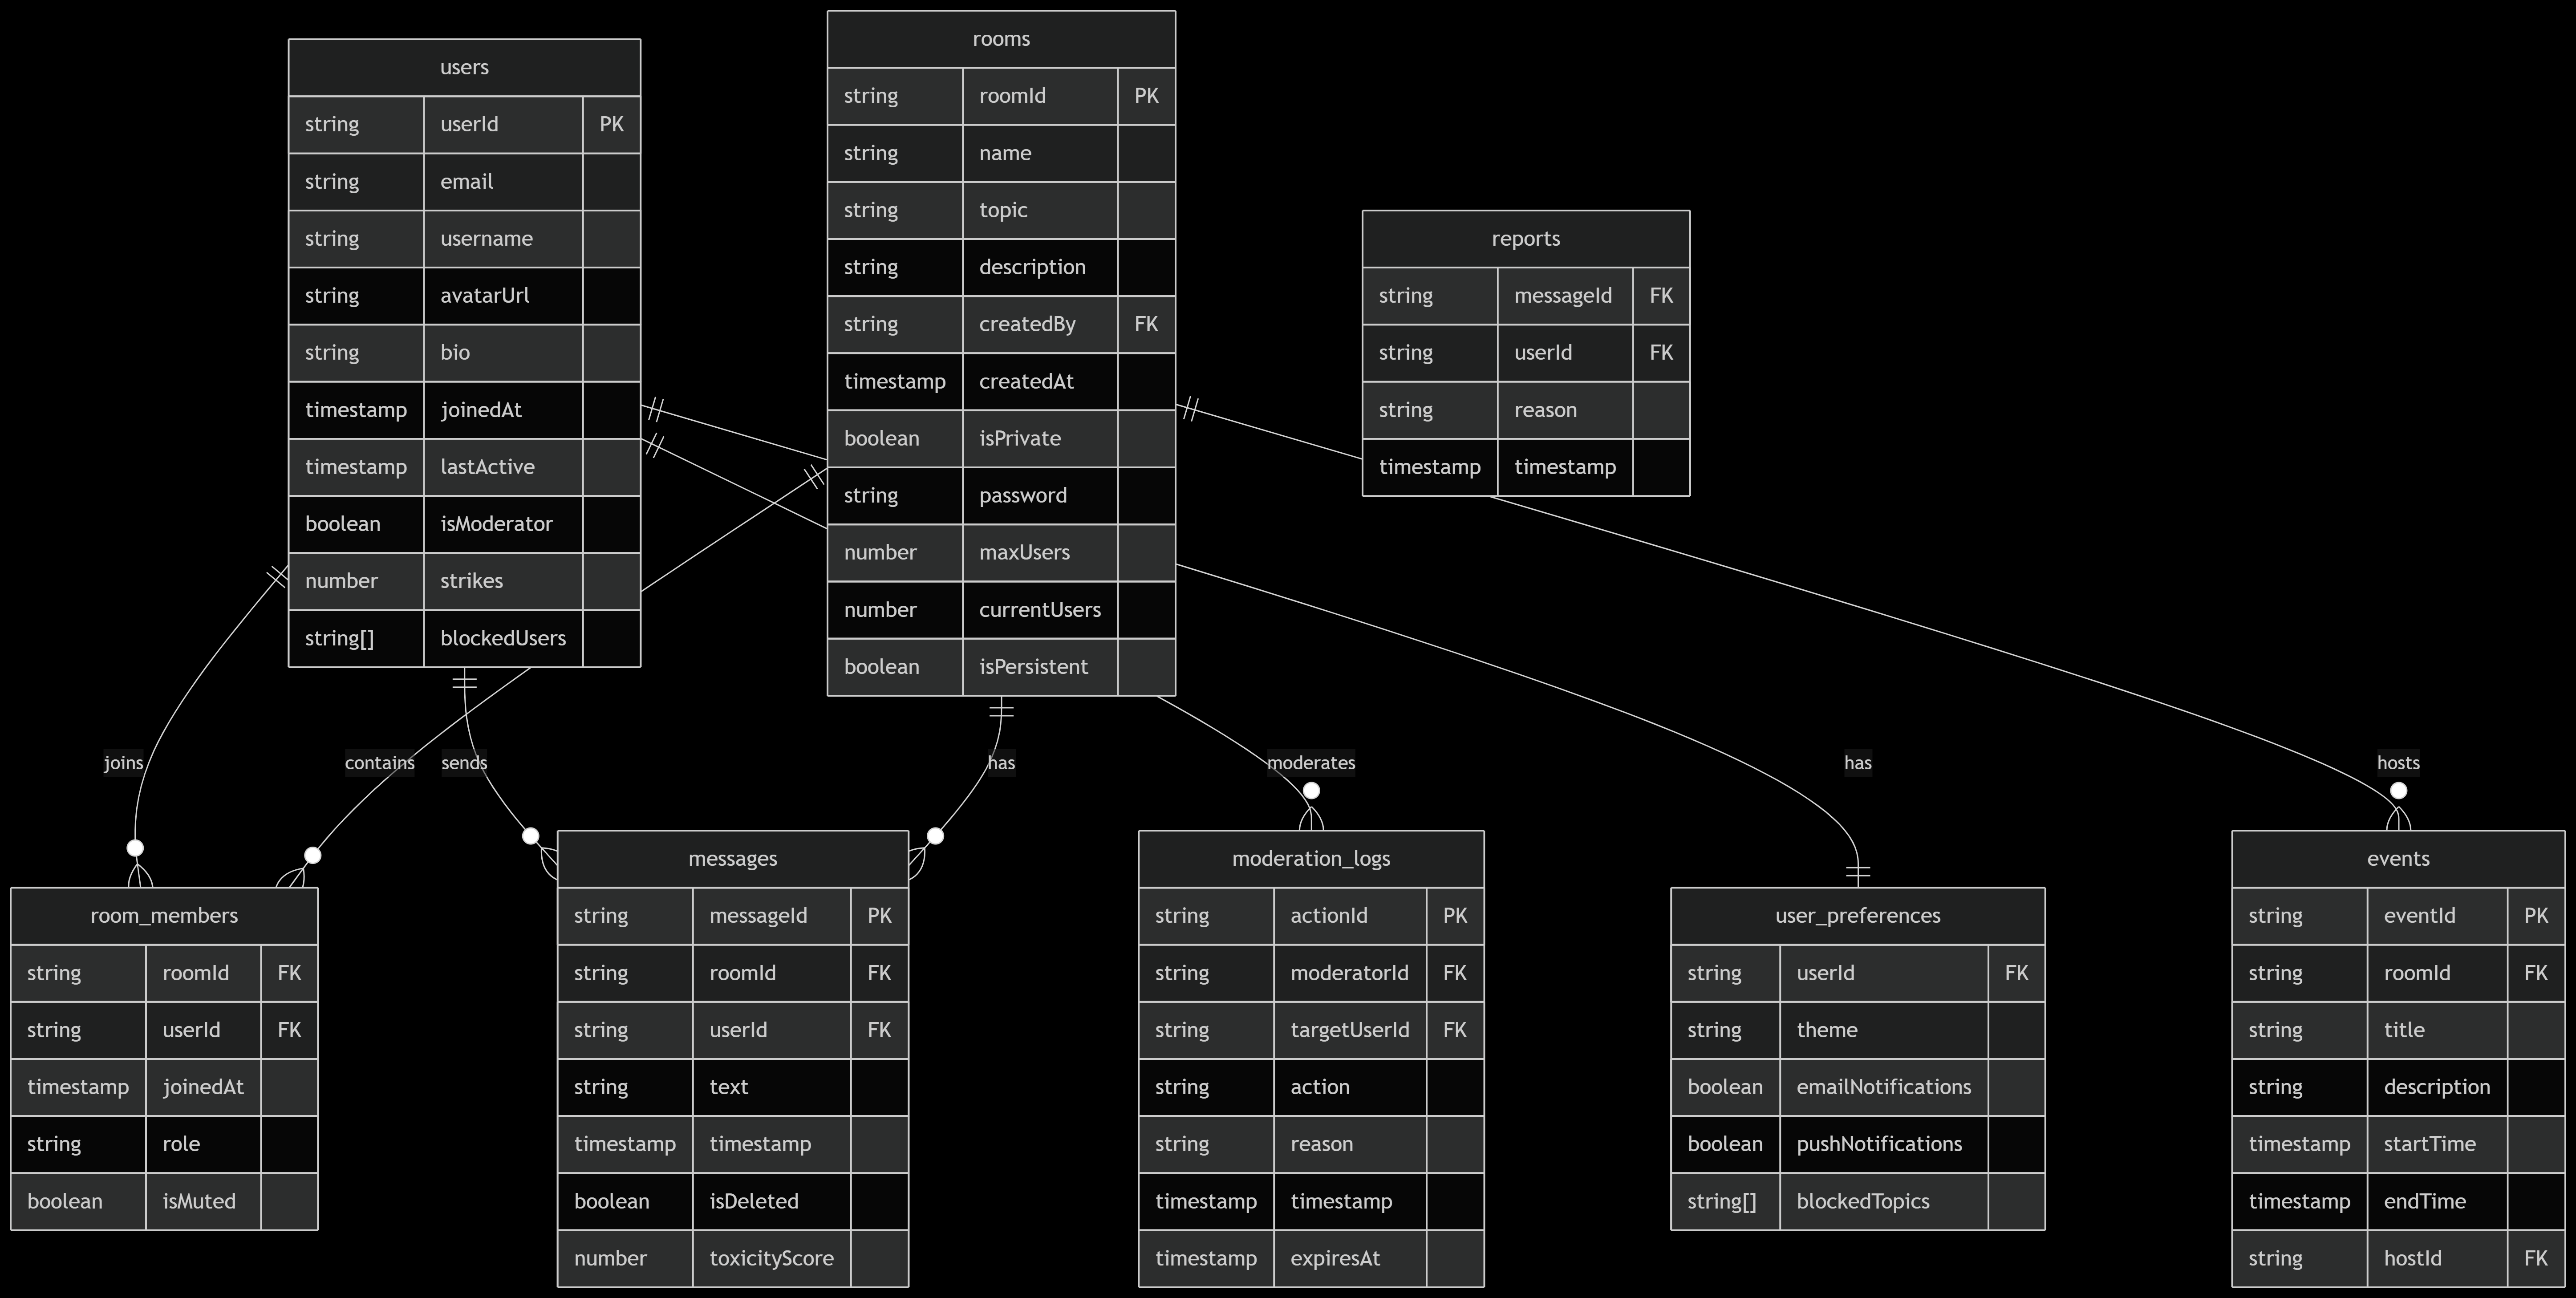 users
string userId PK
string email
string username
string avatarUrl
string bio
timestamp joinedAt
timestamp lastActive
boolean isModerator
number strikes
string[] blockedUsers
rooms
string roomId PK
string name
string topic
string description
string createdBy FK
timestamp createdAt
boolean isPrivate
string password
number maxUsers
number currentUsers
boolean isPersistent
reports
string messageId FK
string userId FK
string reason
timestamp timestamp
joins
contains
sends
has
moderates
has
hosts
room_members
string roomId FK
string userId FK
timestamp joinedAt
string role
boolean isMuted
messages
string messageId PK
string roomId FK
string userId FK
string text
timestamp timestamp
boolean isDeleted
number toxicityScore
moderation_logs
string actionId PK
string moderatorId FK
string targetUserId FK
string action
string reason
timestamp timestamp
timestamp expiresAt
user_preferences
string userId FK
string theme
boolean emailNotifications
boolean pushNotifications
string[] blockedTopics
events
string eventId PK
string roomId FK
string title
string description
timestamp startTime
timestamp endTime
string hostId FK